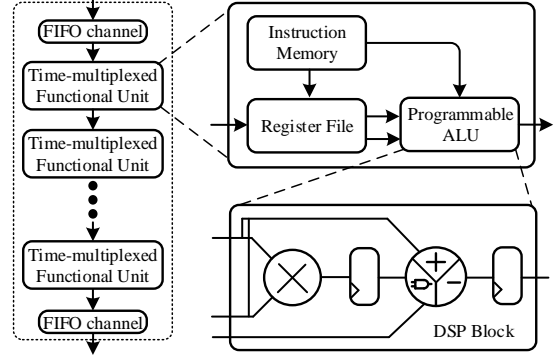 FIFO channel
Time-multiplexed
Functional Unit
Time-multiplexed
Functional Unit
Time-multiplexed
Functional Unit
FIFO channel
Instruction
Memory
Register File
Programmable
ALU
DSP Block